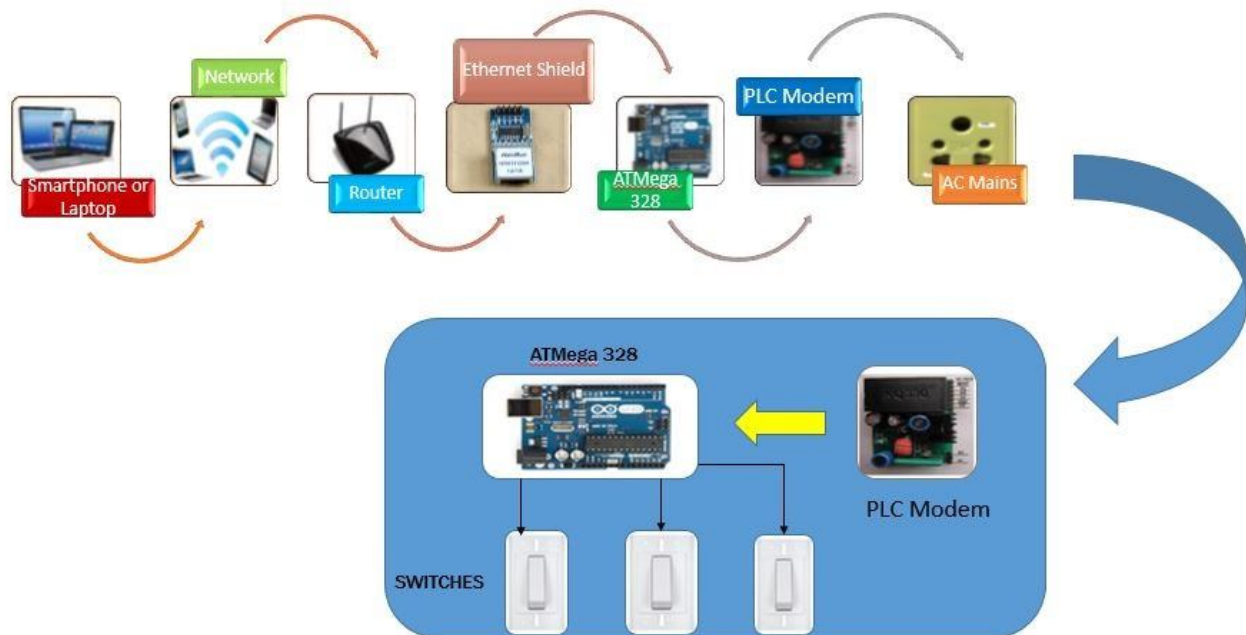 Network
Ethernet Shield
PLC Modem
Smartphone or
Laptop
Router
ATMega
328
AC Mains
ATMega 328
PLC Modem
SWITCHES